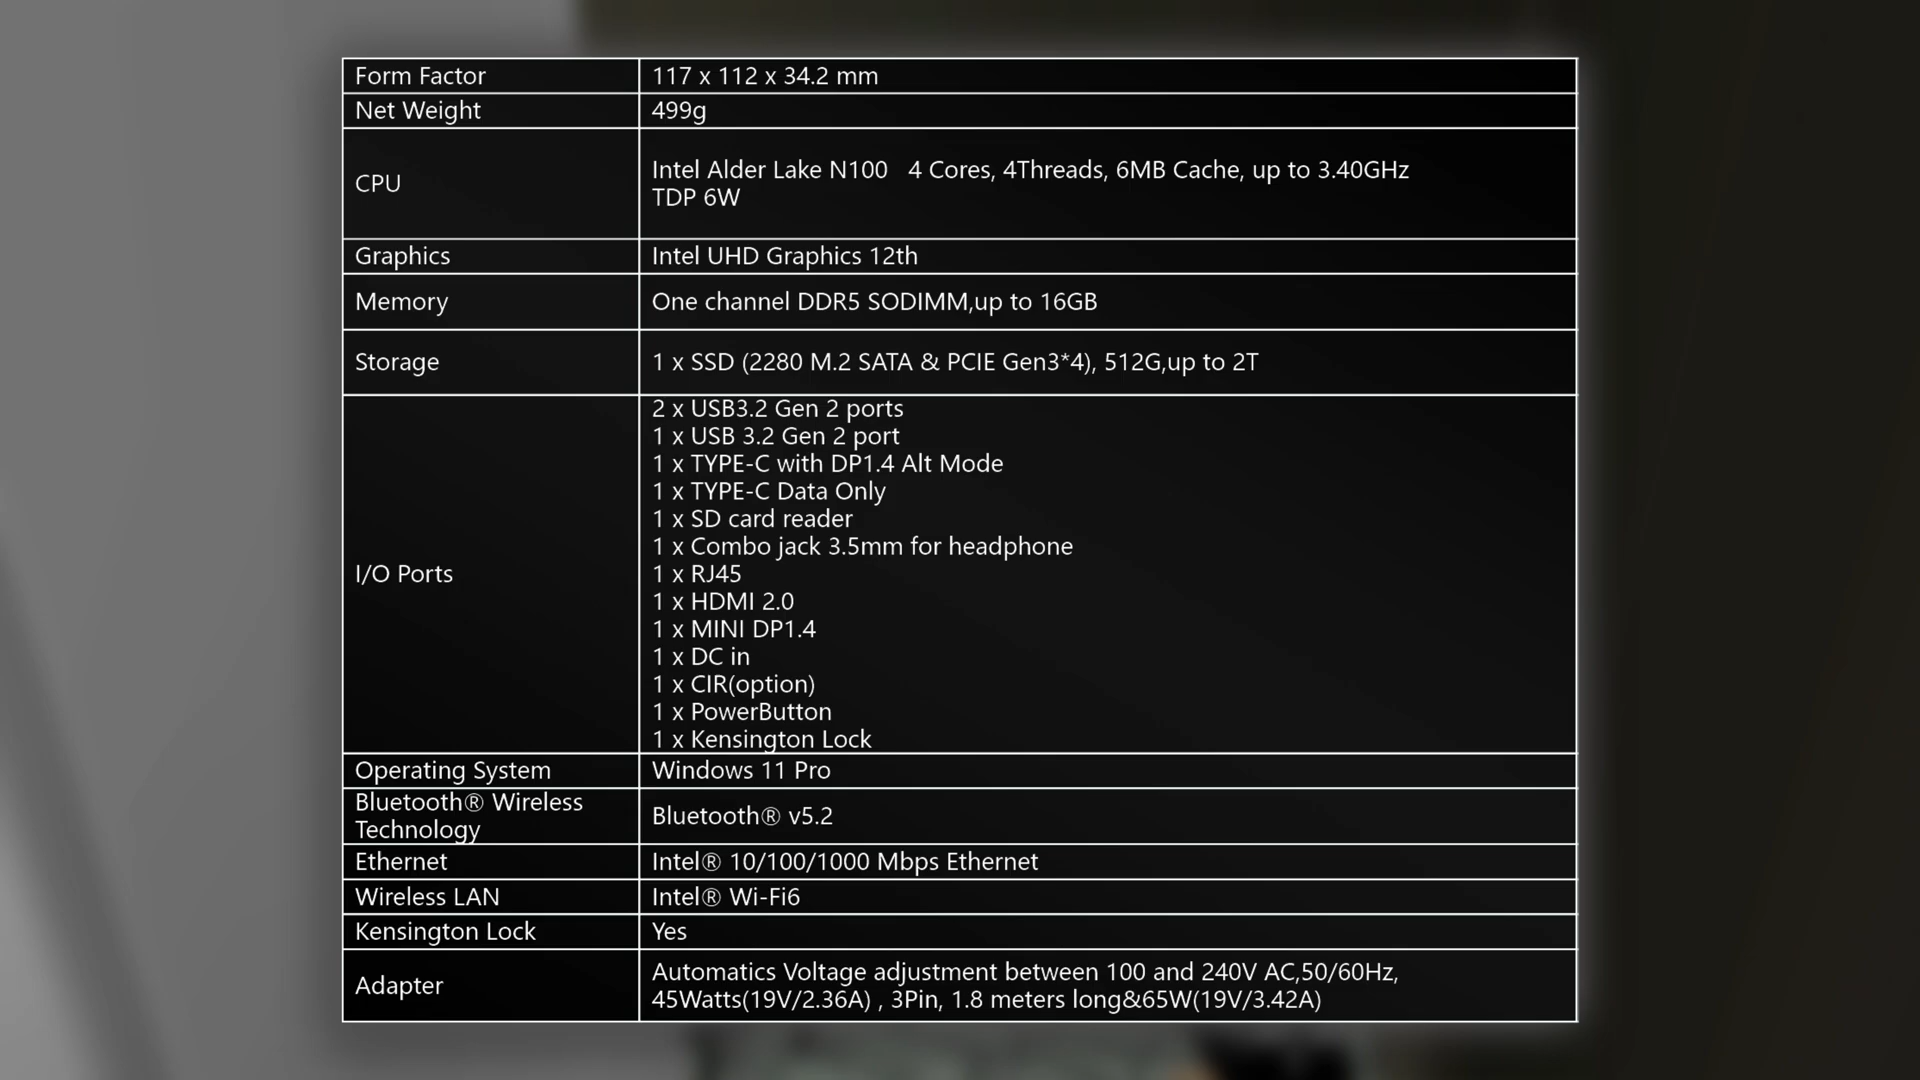 Form Factor 117 x 112 x 34.2 mm
Net Weight 499g
CPU Intel Alder Lake N100 4 Cores, 4Threads, 6MB Cache, up to 3.40GHz
TDP 6W
Graphics Intel UHD Graphics 12th
Memory One channel DDR5 SODIMM,up to 16GB
Storage 1 x SSD (2280 M.2 SATA & PCIE Gen3*4), 512G,up to 2T
I/O Ports
2 x USB3.2 Gen 2 ports
1 x USB 3.2 Gen 2 port
1 x TYPE-C with DP1.4 Alt Mode
1 x TYPE-C Data Only
1 x SD card reader
1 x Combo jack 3.5mm for headphone
1 x RJ45
1 x HDMI 2.0
1 x MINI DP1.4
1 x DC in
1 x CIR(option)
1 x PowerButton
1 x Kensington Lock
Operating System Windows 11 Pro
Bluetooth® Wireless
Technology
Bluetooth® v5.2
Ethernet Intel® 10/100/1000 Mbps Ethernet
Wireless LAN Intel® Wi-Fi6
Kensington Lock Yes
Adapter
Automatics Voltage adjustment between 100 and 240V AC,50/60Hz,
45Watts(19V/2.36A) , 3Pin, 1.8 meters long&65W(19V/3.42A)